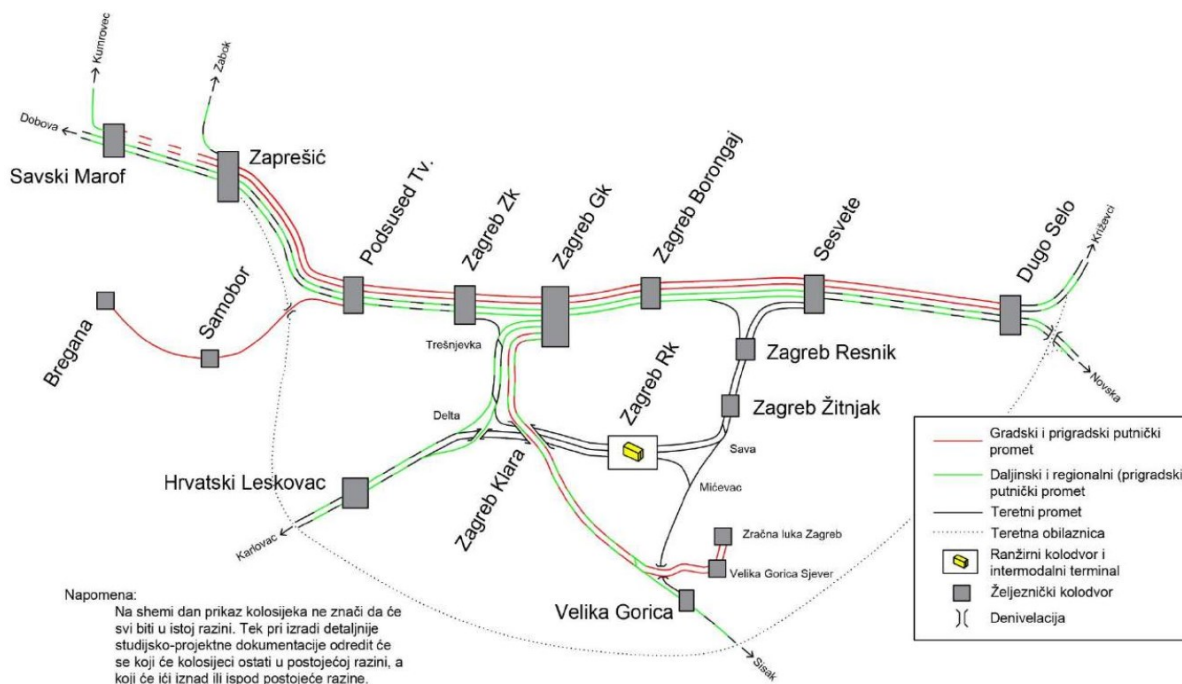 Kumrovec
Zabok
Dobova
Savski Marof
Zaprešić
Podsused Tv.
Zagreb Zk
Zagreb Gk
Zagreb Borongaj
Sesvete
Dugo Selo
Križevci
Novska
Bregana
Samobor
Trešnjevka
Zagreb Resnik
Zagreb Žitnjak
Zagreb Rk
Delta
Sava
Mićevac
Hrvatski Leskovac
Zagreb Klara
Karlovac
Zračna luka Zagreb
Velika Gorica Sjever
Velika Gorica
Sisak
Gradski i prigradski putnički
promet
Daljinski i regionalni (prigradski
putnički promet
Teretni promet
Teretna obilaznica
Ranžirni kolodvor i
intermodalni terminal
Željeznički kolodvor
Denivelacija
Napomena:
Na shemi dan prikaz kolosijeka ne znači da će
svi biti u istoj razini. Tek pri izradi detaljnije
studijsko-projektne dokumentacije odredit će
se koji će kolosijeci ostati u postojećoj razini, a
koji će ići iznad ili ispod postojeće razine.